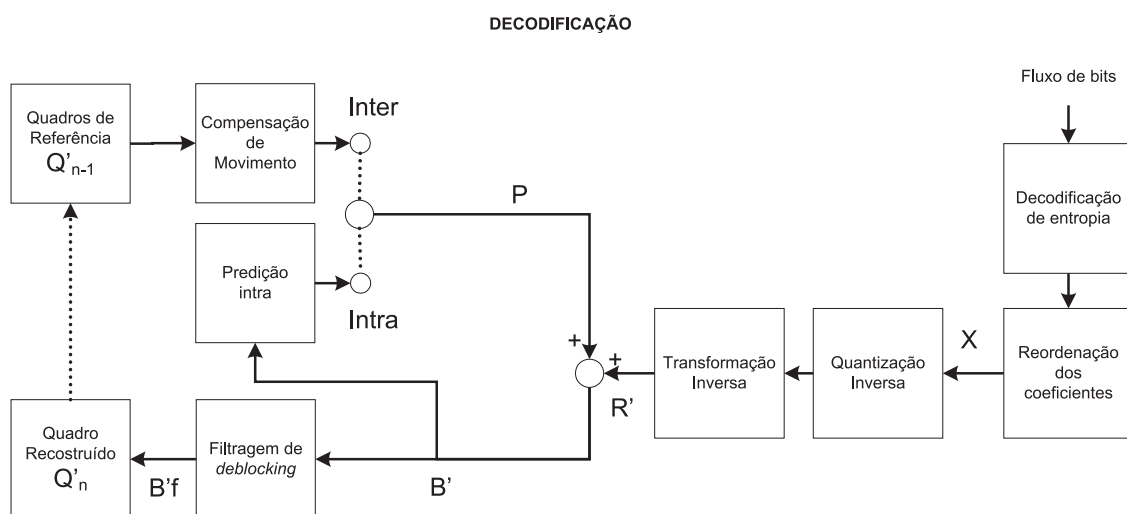 DECODIFICAÇÃO
Fluxo de bits
Quadros de
Referência
Q'n-1
Compensação
de
Movimento
Inter
P
Decodificação
de entropia
Predição
intra
Intra
+
+
R'
Transformação
Inversa
Quantização
Inversa
X
Reordenação
dos
coeficientes
Quadro
Recostruído
Q'n
B'f
Filtragem de
deblocking
B'